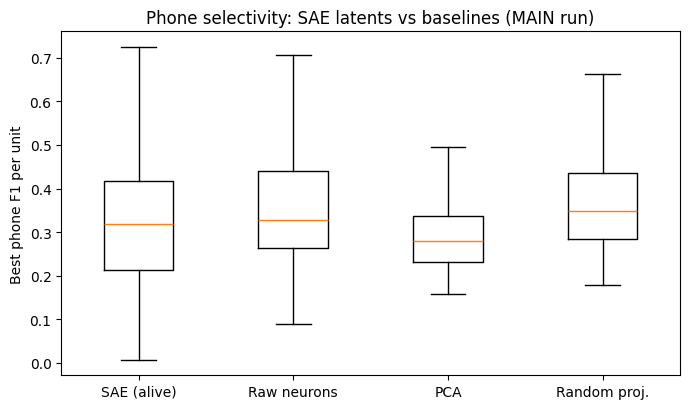 Phone selectivity: SAE latents vs baselines (MAIN run)
Best phone F1 per unit
0.7
0.6
0.5
0.4
0.3
0.2
0.1
0.0
SAE (alive) Raw neurons PCA Random proj.